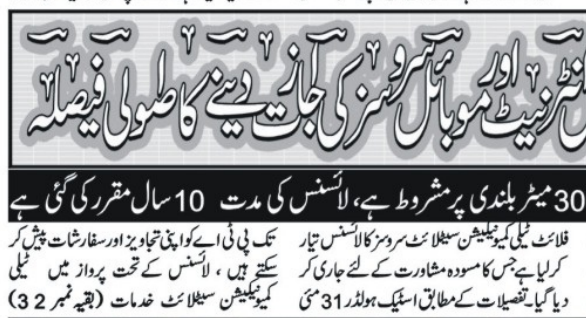 انٹرنیٹ اور موبائل سروسز کی اجازت دینے کا اصولی فیصلہ
30 میٹر بلندی پر مشروط ہے، لائسنس کی مدت 10 سال مقرر کی گئی ہے
فلائٹ ٹیلی کمیونیکیشن سیٹلائٹ سروسز کا لائسنس تیار
کر لیا ہے جس کا مسودہ مشاورت کے لئے جاری کر
دیا گیا۔ تفصیلات کے مطابق اسٹیک ہولڈر 31 مئی
تک پی ٹی اے کو اپنی تجاویز اور سفارشات پیش کر
سکتے ہیں، لائسنس کے تحت پرواز میں ٹیلی
کمیونیکیشن سیٹلائٹ خدمات (بقیہ نمبر 32)